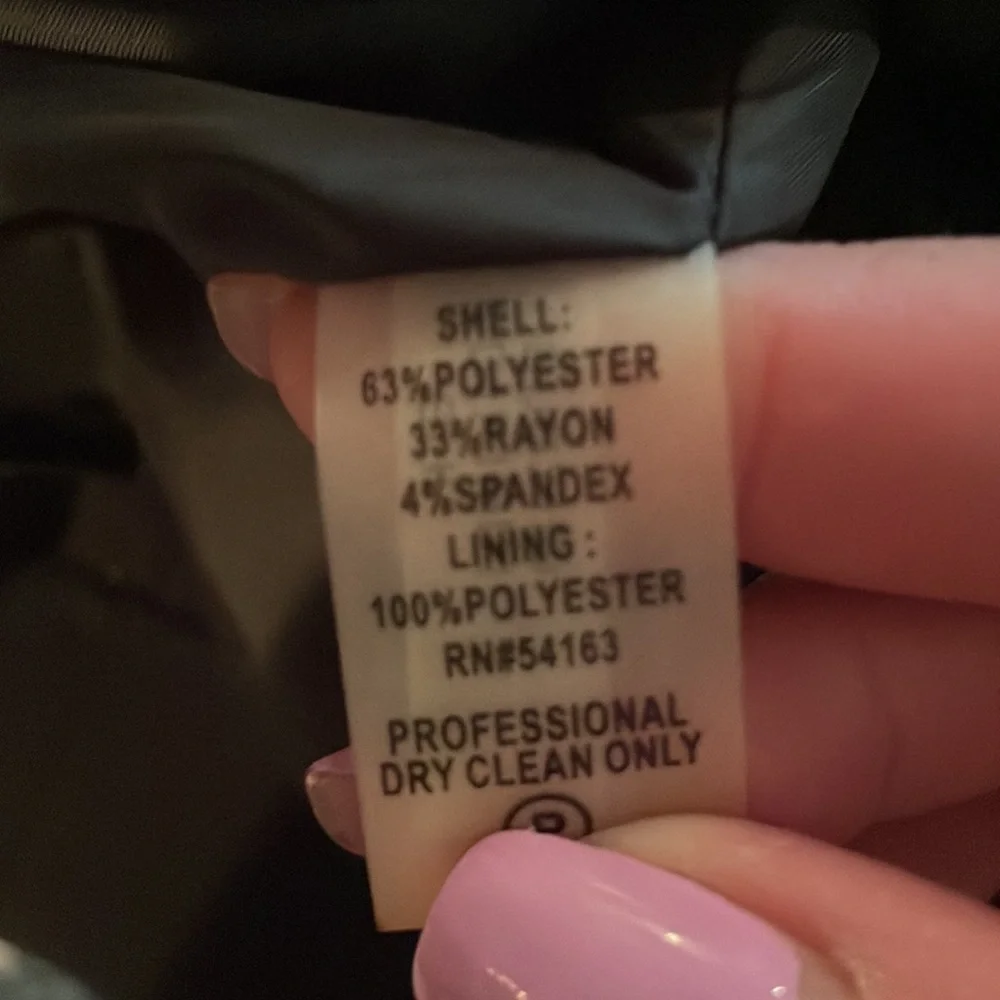 SHELL:
63%POLYESTER
33%RAYON
4%SPANDEX
LINING :
100%POLYESTER
RN#54163
PROFESSIONAL
DRY CLEAN ONLY